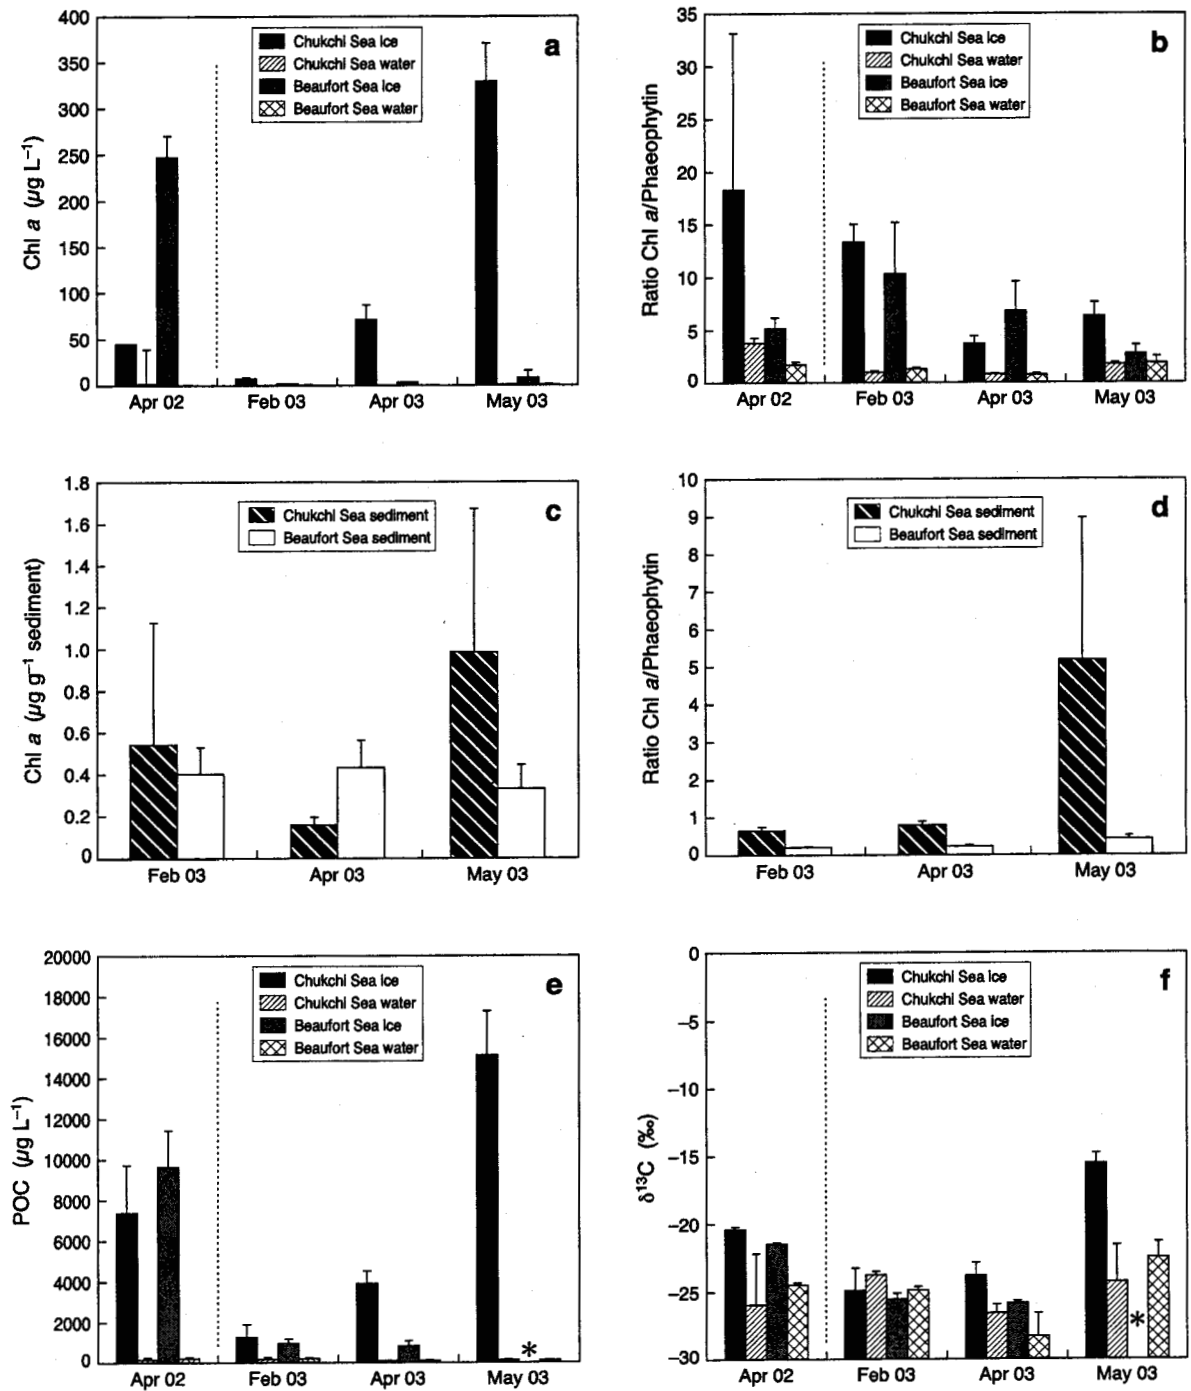 a
Chukchi Sea ice
Chukchi Sea water
Beaufort Sea ice
Beaufort Sea water
Chl a (µg L⁻¹)
400
350
300
250
200
150
100
50
0
Apr 02 Feb 03 Apr 03 May 03
b
Chukchi Sea ice
Chukchi Sea water
Beaufort Sea ice
Beaufort Sea water
Ratio Chl a/Phaeophytin
35
30
25
20
15
10
5
0
Apr 02 Feb 03 Apr 03 May 03
c
Chukchi Sea sediment
Beaufort Sea sediment
Chl a (µg g⁻¹ sediment)
1.8
1.6
1.4
1.2
1.0
0.8
0.6
0.4
0.2
0
Feb 03 Apr 03 May 03
d
Chukchi Sea sediment
Beaufort Sea sediment
Ratio Chl a/Phaeophytin
10
9
8
7
6
5
4
3
2
1
0
Feb 03 Apr 03 May 03
e
Chukchi Sea ice
Chukchi Sea water
Beaufort Sea ice
Beaufort Sea water
POC (µg L⁻¹)
20000
18000
16000
14000
12000
10000
8000
6000
4000
2000
0
*
Apr 02 Feb 03 Apr 03 May 03
f
Chukchi Sea ice
Chukchi Sea water
Beaufort Sea ice
Beaufort Sea water
δ¹³C (‰)
0
−5
−10
−15
−20
−25
−30
*
Apr 02 Feb 03 Apr 03 May 03